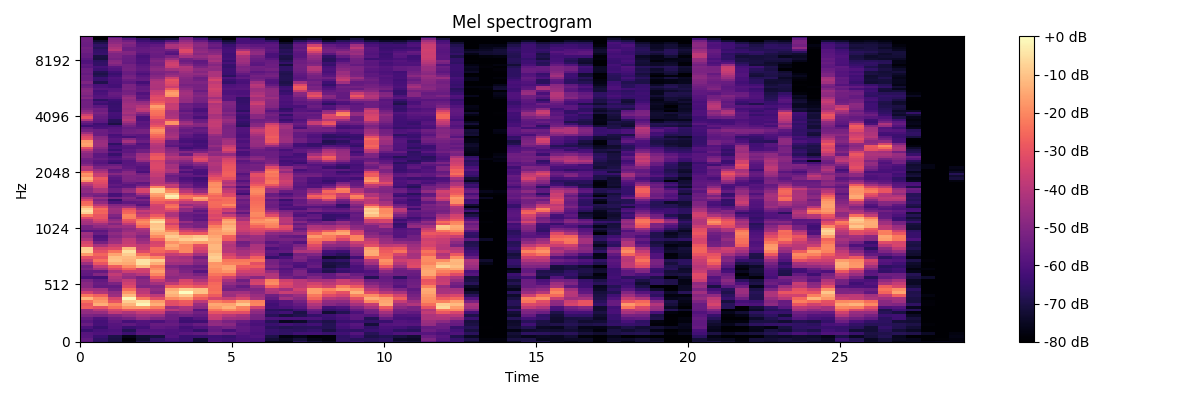 Mel spectrogram
8192
4096
2048
1024
512
0
Hz
0 5 10 15 20 25
Time
+0 dB
-10 dB
-20 dB
-30 dB
-40 dB
-50 dB
-60 dB
-70 dB
-80 dB